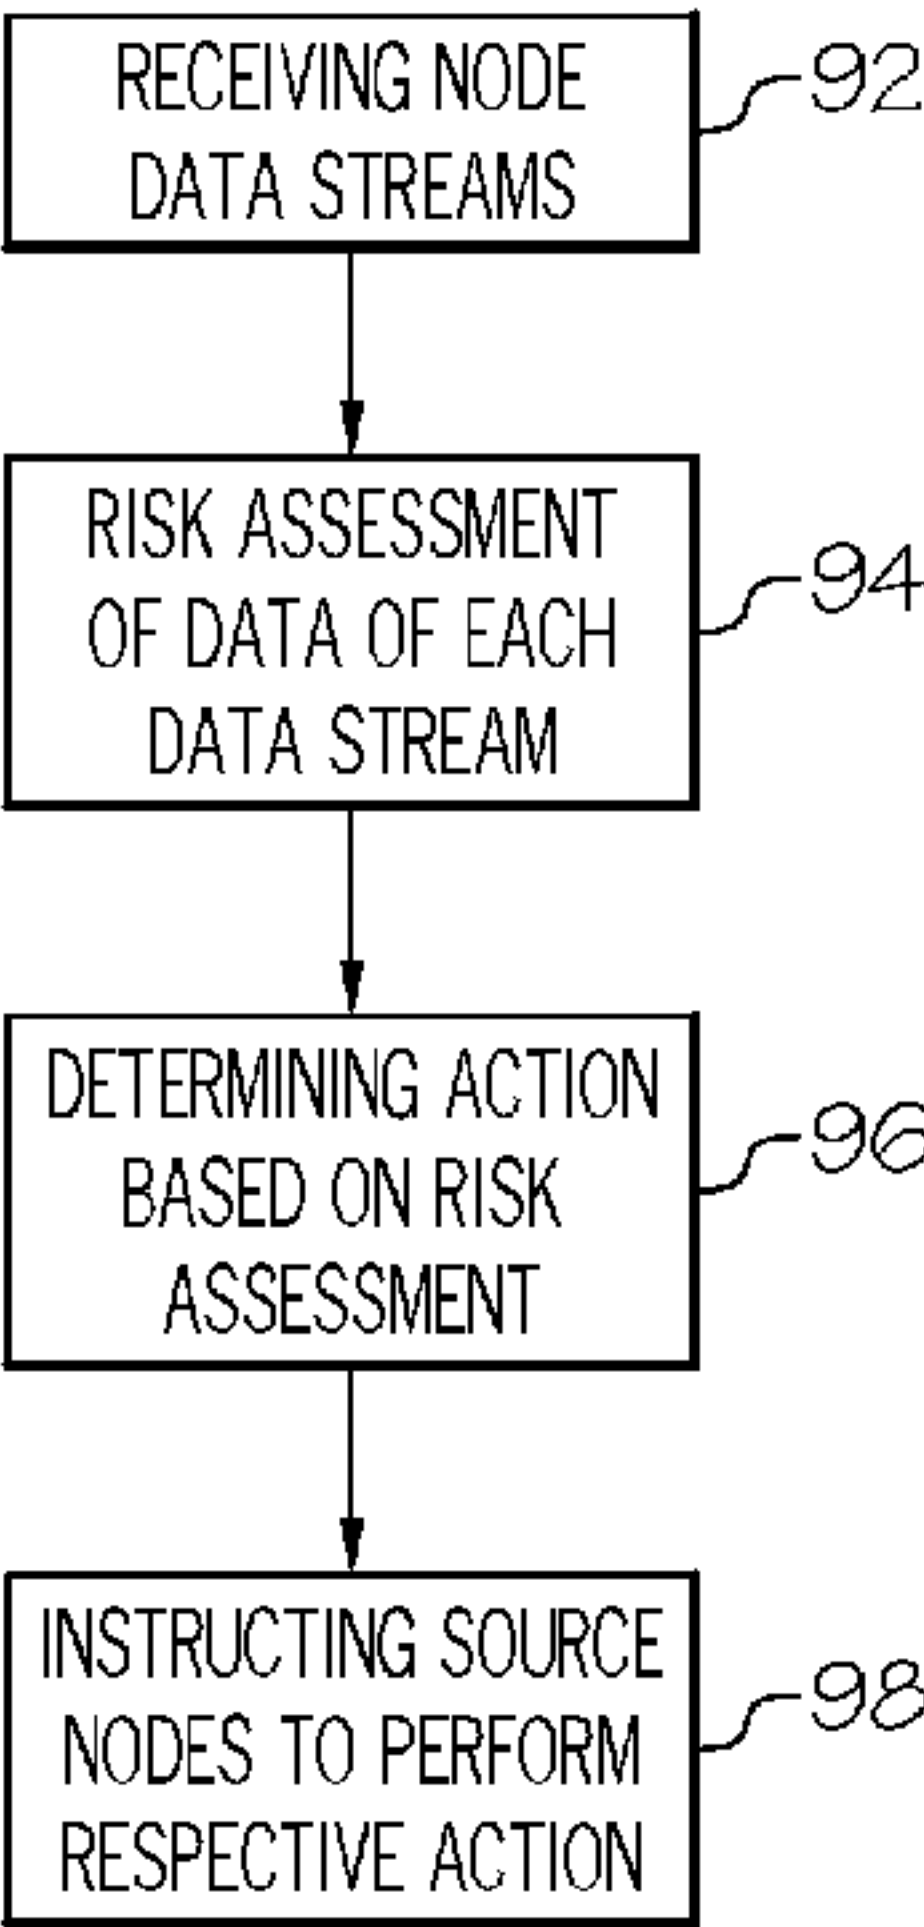 RECEIVING NODE
DATA STREAMS
92
RISK ASSESSMENT
OF DATA OF EACH
DATA STREAM
94
DETERMINING ACTION
BASED ON RISK
ASSESSMENT
96
INSTRUCTING SOURCE
NODES TO PERFORM
RESPECTIVE ACTION
98